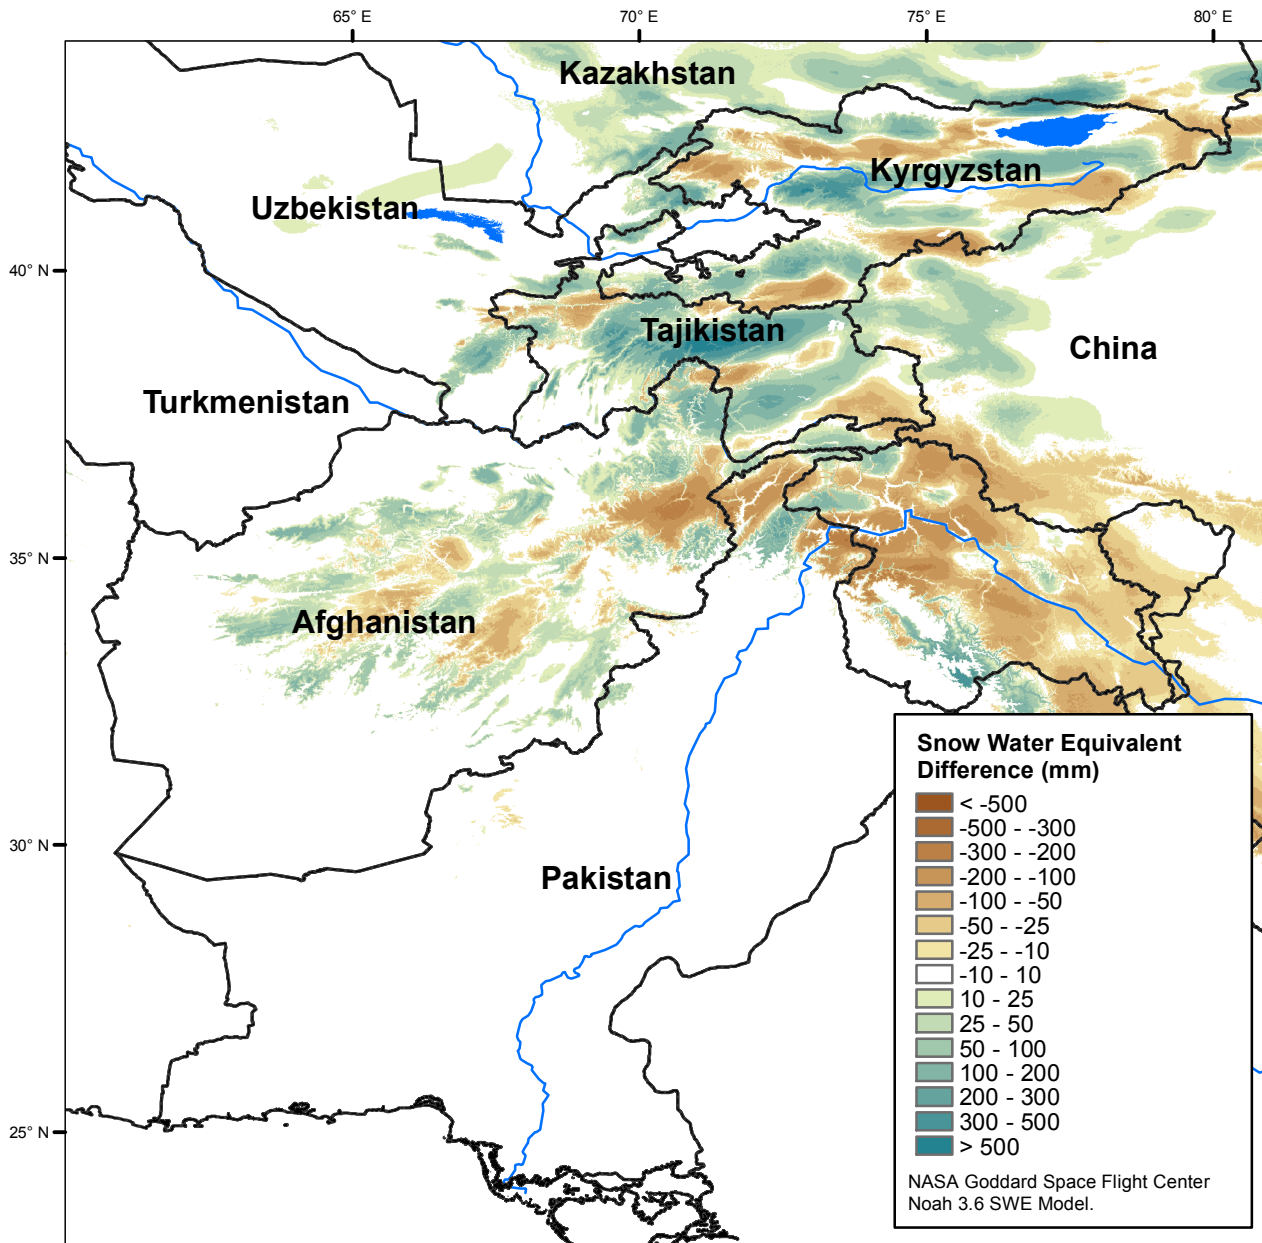 65° E
70° E
75° E
80° E
Kazakhstan
Kyrgyzstan
Uzbekistan
40° N
Tajikistan
China
Turkmenistan
35° N
Afghanistan
Snow Water Equivalent
Difference (mm)
< -500
-500 - -300
-300 - -200
-200 - -100
-100 - -50
-50 - -25
-25 - -10
-10 - 10
10 - 25
25 - 50
50 - 100
100 - 200
200 - 300
300 - 500
> 500
30° N
Pakistan
25° N
NASA Goddard Space Flight Center
Noah 3.6 SWE Model.